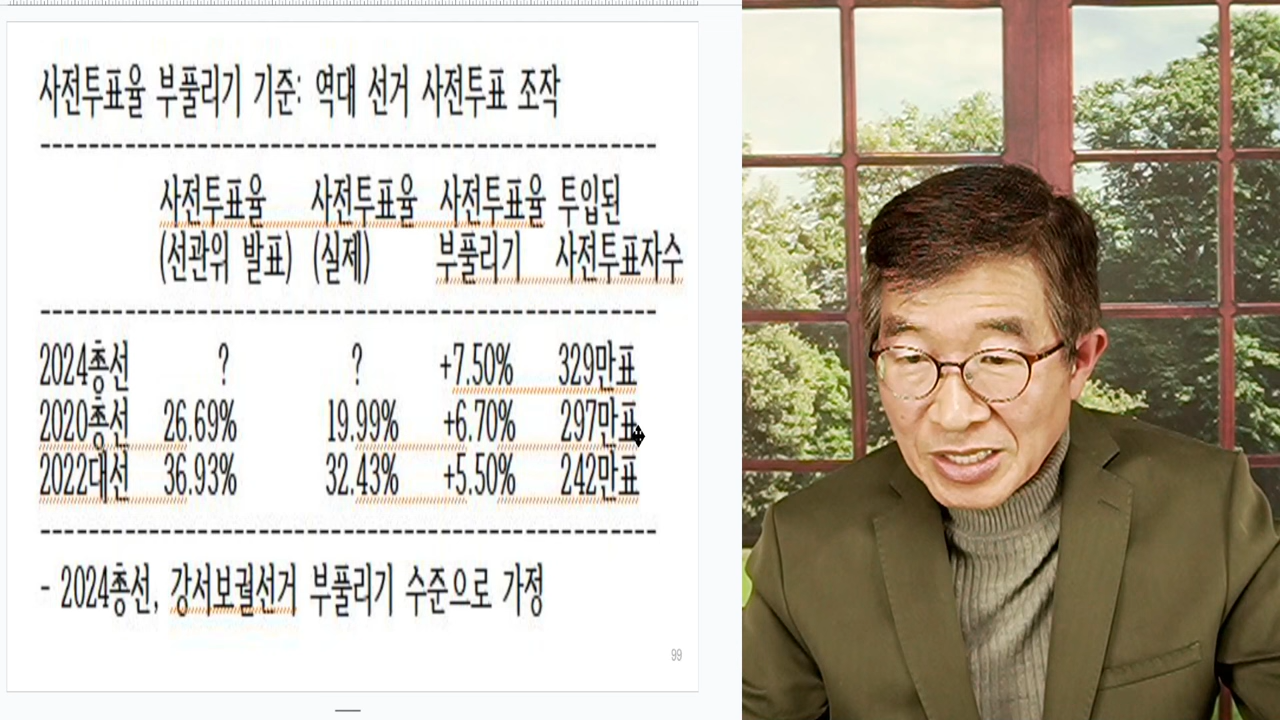 사전투표율 부풀리기 기준: 역대 선거 사전투표 조작
사전투표율 사전투표율 사전투표율 투입된
(선관위 발표) (실제) 부풀리기 사전투표자수
2024총선 ? ? +7.50% 329만표
2020총선 26.69% 19.99% +6.70% 297만표
2022대선 36.93% 32.43% +5.50% 242만표
- 2024총선, 강서보궐선거 부풀리기 수준으로 가정
99